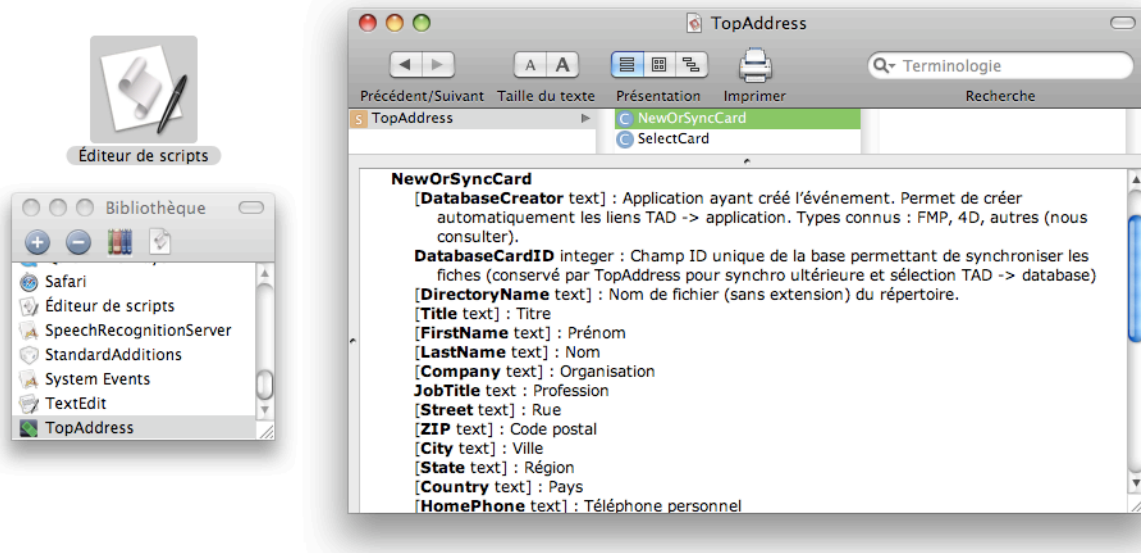 Éditeur de scripts
Bibliothèque
Safari
Éditeur de scripts
SpeechRecognitionServer
StandardAdditions
System Events
TextEdit
TopAddress
TopAddress
A A
Terminologie
Précédent/Suivant Taille du texte Présentation Imprimer Recherche
S TopAddress
C NewOrSyncCard
C SelectCard
NewOrSyncCard
[DatabaseCreator text] : Application ayant créé l’événement. Permet de créer
automatiquement les liens TAD -> application. Types connus : FMP, 4D, autres (nous
consulter).
DatabaseCardID integer : Champ ID unique de la base permettant de synchroniser les
fiches (conservé par TopAddress pour synchro ultérieure et sélection TAD -> database)
[DirectoryName text] : Nom de fichier (sans extension) du répertoire.
[Title text] : Titre
[FirstName text] : Prénom
[LastName text] : Nom
[Company text] : Organisation
JobTitle text : Profession
[Street text] : Rue
[ZIP text] : Code postal
[City text] : Ville
[State text] : Région
[Country text] : Pays
[HomePhone text] : Téléphone personnel